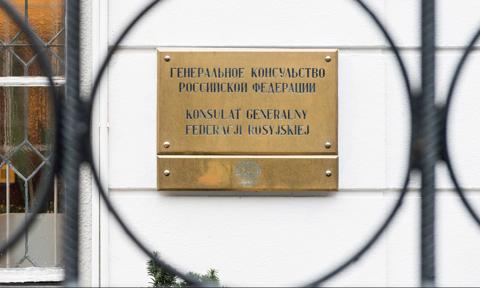 ГЕНЕРАЛЬНОЕ КОНСУЛЬСТВО
РОССИЙСКОЙ ФЕДЕРАЦИИ
KONSULAT GENERALNY
FEDERACJI ROSYJSKIEJ